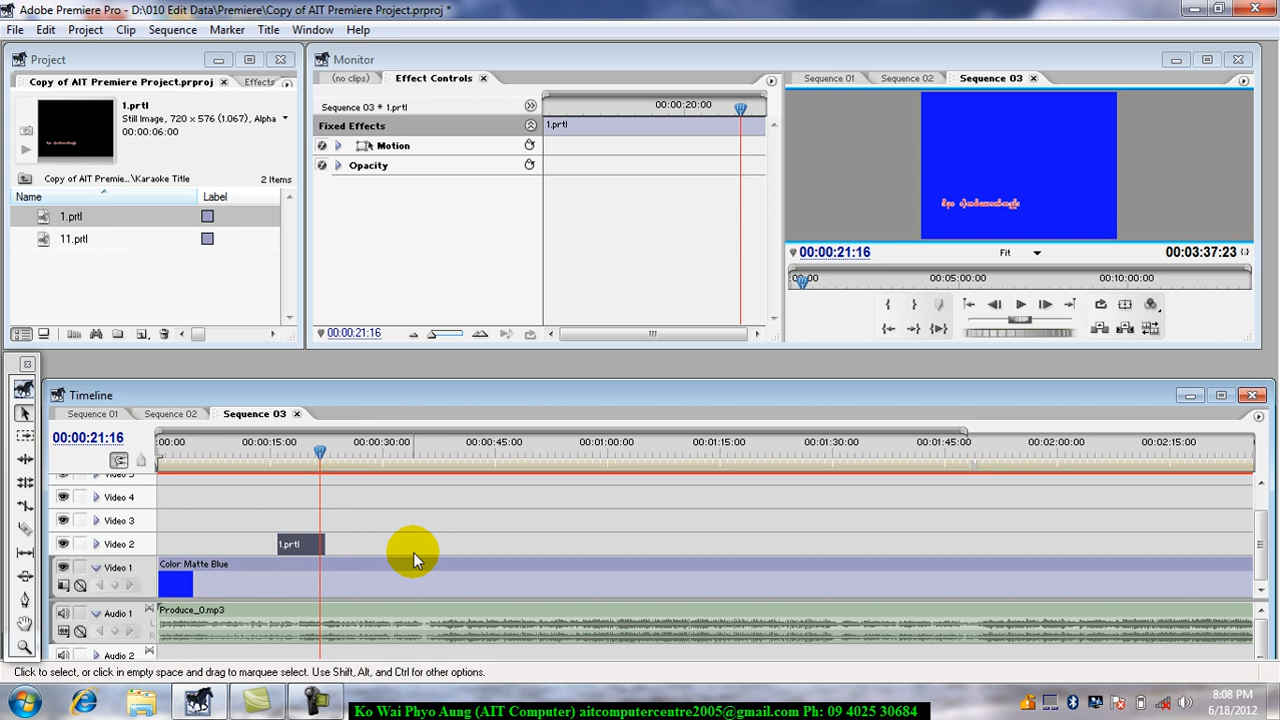 Adobe Premiere Pro - D:\010 Edit Data\Premiere\Copy of AIT Premiere Project.prproj *
File Edit Project Clip Sequence Marker Title Window Help
Project
Copy of AIT Premiere Project.prproj Effects
1.prtl
Still Image, 720 x 576 (1.067), Alpha
00:00:06:00
Copy of AIT Premie...\Karaoke Title 2 Items
Name Label
1.prtl
11.prtl
Monitor
(no clips) Effect Controls
Sequence 03 * 1.prtl 00:00:20:00
Fixed Effects 1.prtl
Motion
Opacity
00:00:21:16
Sequence 01 Sequence 02 Sequence 03
00:00:21:16 Fit 00:03:37:23
00:00 00:05:00:00 00:10:00:00
Timeline
Sequence 01 Sequence 02 Sequence 03
00:00:21:16 :00:00 00:00:15:00 00:00:30:00 00:00:45:00 00:01:00:00 00:01:15:00 00:01:30:00 00:01:45:00 00:02:00:00 00:02:15:00
Video 4
Video 3
Video 2 1.prtl
Video 1 Color Matte Blue
Audio 1 Produce_0.mp3
L
R
Audio 2
Click to select, or click in empty space and drag to marquee select. Use Shift, Alt, and Ctrl for other options.
Ko Wai Phyo Aung (AIT Computer) aitcomputercentre2005@gmail.com Ph: 09 4025 30684
8:08 PM
6/18/2012